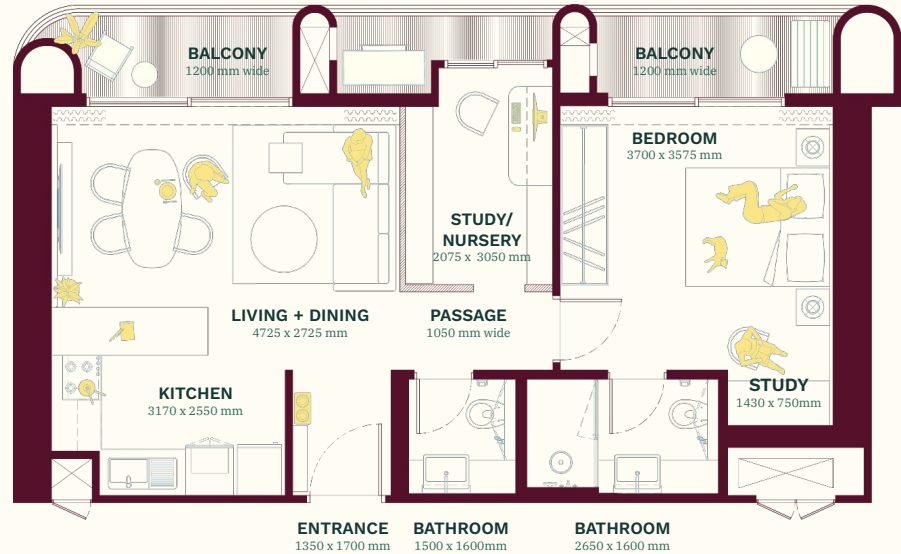 BALCONY
1200 mm wide
BALCONY
1200 mm wide
BEDROOM
3700 x 3575 mm
STUDY/
NURSERY
2075 x 3050 mm
LIVING + DINING
4725 x 2725 mm
PASSAGE
1050 mm wide
KITCHEN
3170 x 2550 mm
STUDY
1430 x 750mm
ENTRANCE
1350 x 1700 mm
BATHROOM
1500 x 1600mm
BATHROOM
2650 x 1600 mm